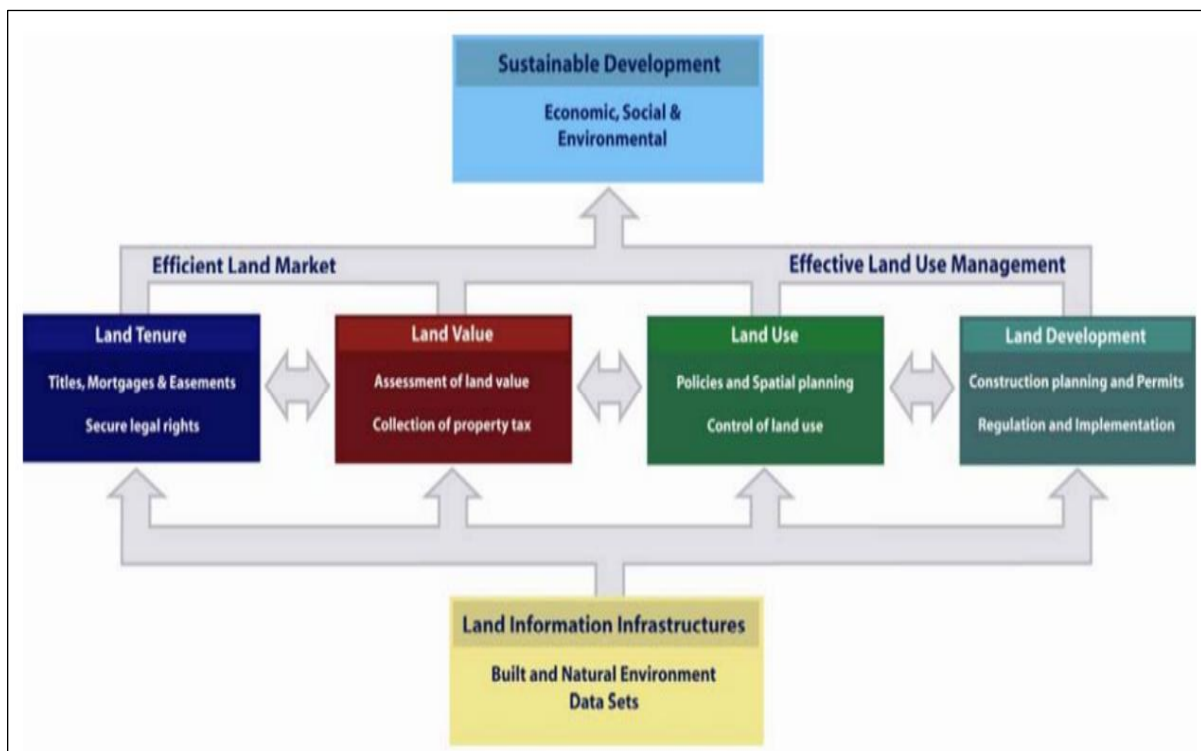 Sustainable Development
Economic, Social &
Environmental
Efficient Land Market
Effective Land Use Management
Land Tenure
Titles, Mortgages & Easements
Secure legal rights
Land Value
Assessment of land value
Collection of property tax
Land Use
Policies and Spatial planning
Control of land use
Land Development
Construction planning and Permits
Regulation and Implementation
Land Information Infrastructures
Built and Natural Environment
Data Sets